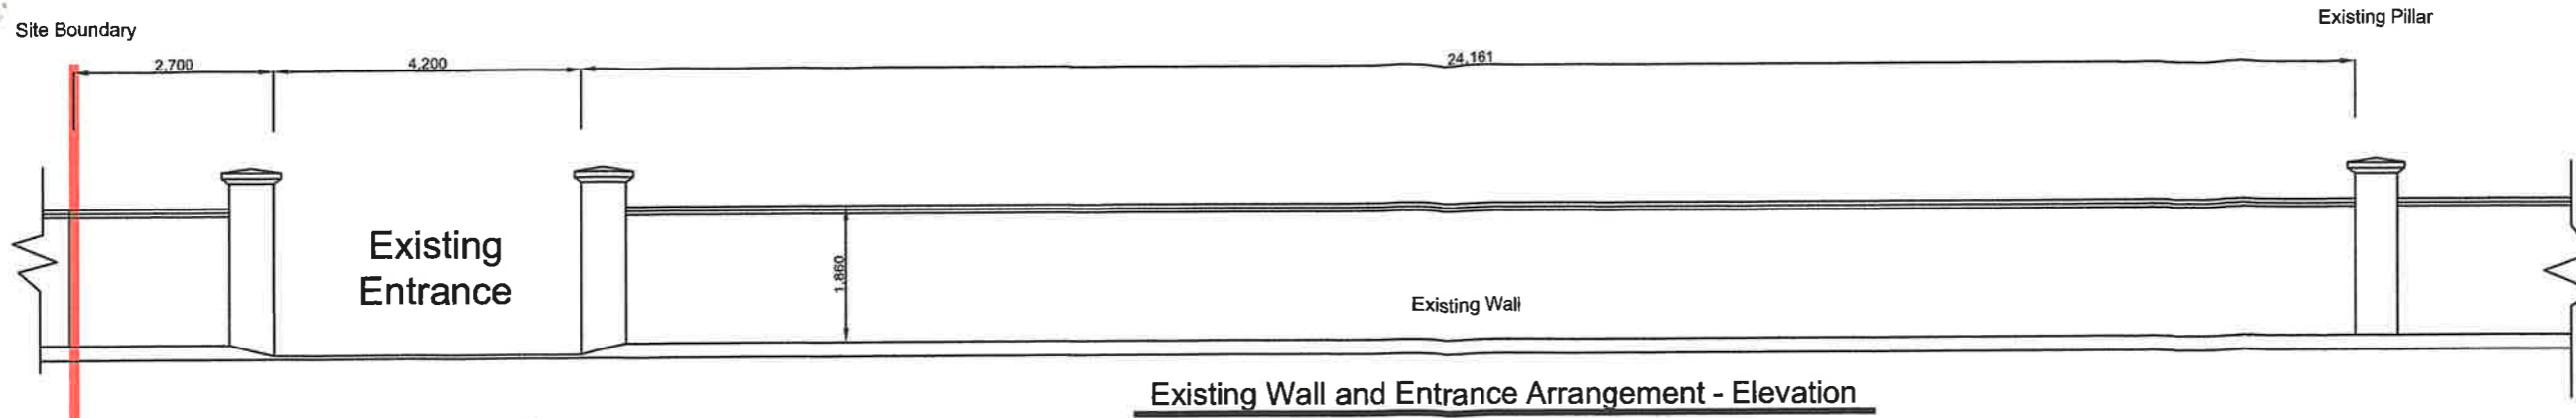 Site Boundary
Existing Pillar
2,700
4,200
24,161
Existing
Entrance
1,860
Existing Wall
Existing Wall and Entrance Arrangement - Elevation